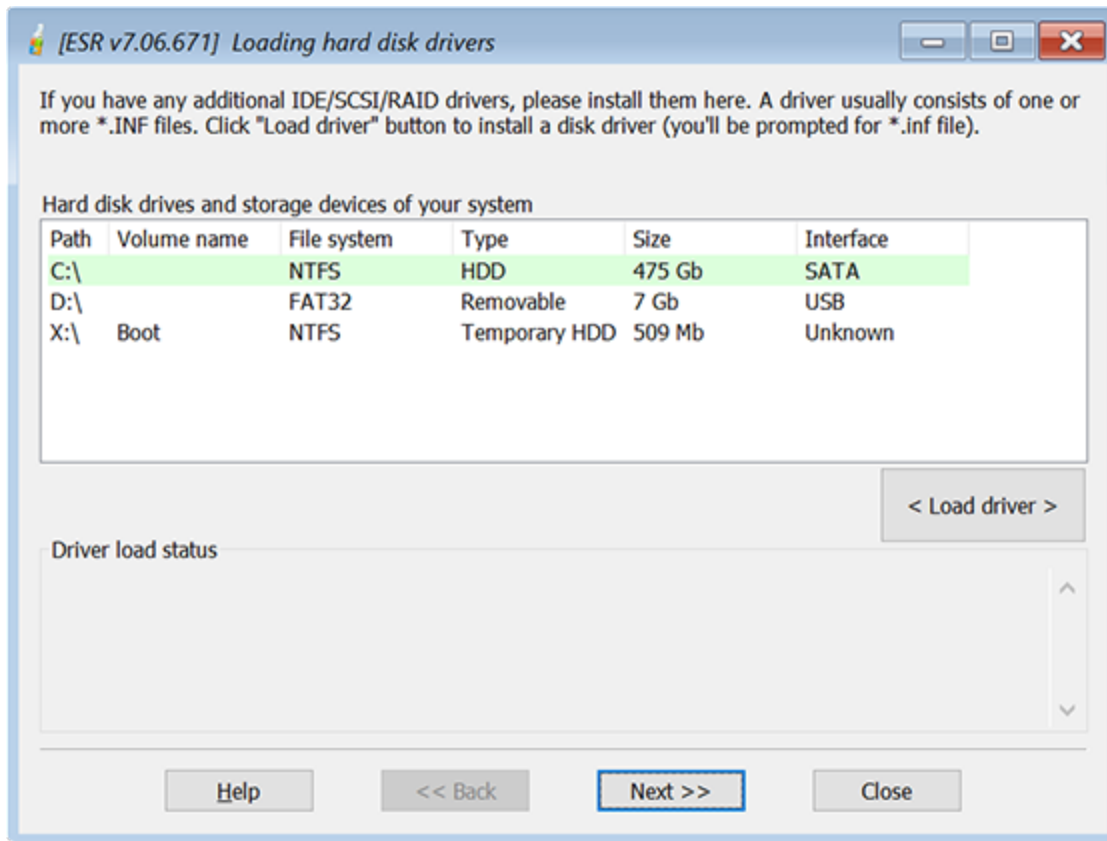 [ESR v7.06.671]  Loading hard disk drivers
If you have any additional IDE/SCSI/RAID drivers, please install them here. A driver usually consists of one or
more *.INF files. Click "Load driver" button to install a disk driver (you'll be prompted for *.inf file).
Hard disk drives and storage devices of your system
Path Volume name File system Type Size Interface
C:\ NTFS HDD 475 Gb SATA
D:\ FAT32 Removable 7 Gb USB
X:\ Boot NTFS Temporary HDD 509 Mb Unknown
< Load driver >
Driver load status
Help << Back Next >> Close